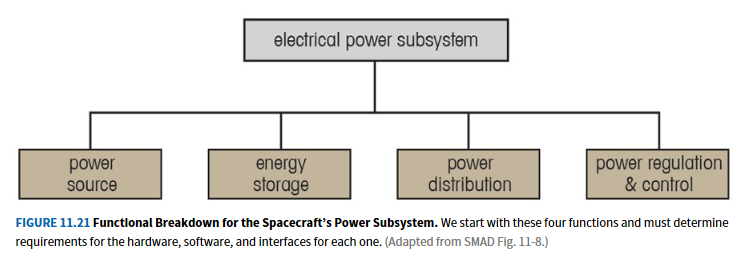 electrical power subsystem
power
source
energy
storage
power
distribution
power regulation
& control
FIGURE 11.21 Functional Breakdown for the Spacecraft's Power Subsystem. We start with these four functions and must determine
requirements for the hardware, software, and interfaces for each one. (Adapted from SMAD Fig. 11-8.)